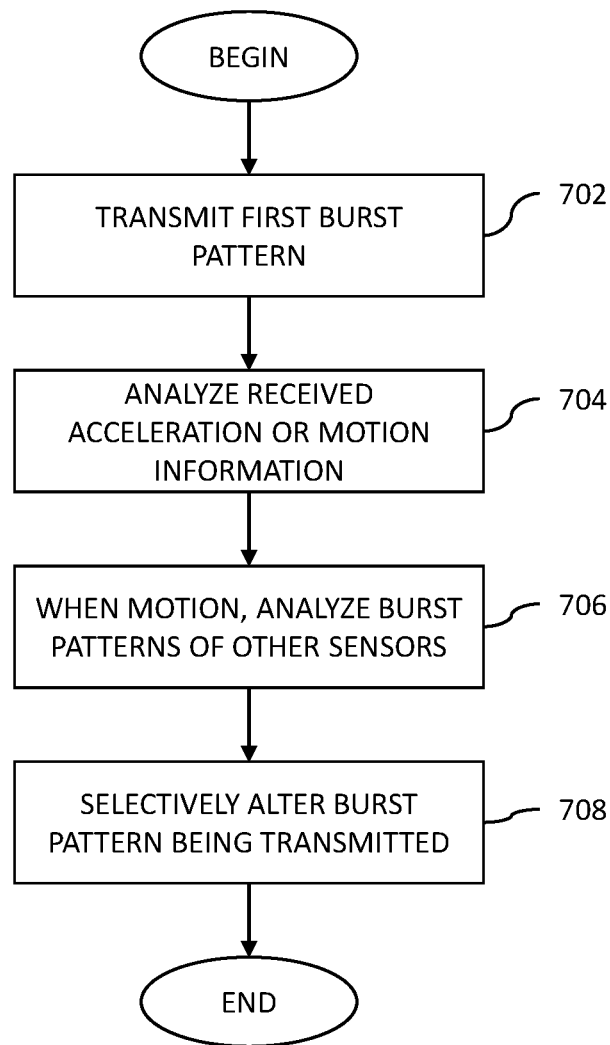 BEGIN
TRANSMIT FIRST BURST
PATTERN
702
ANALYZE RECEIVED
ACCELERATION OR MOTION
INFORMATION
704
WHEN MOTION, ANALYZE BURST
PATTERNS OF OTHER SENSORS
706
SELECTIVELY ALTER BURST
PATTERN BEING TRANSMITTED
708
END